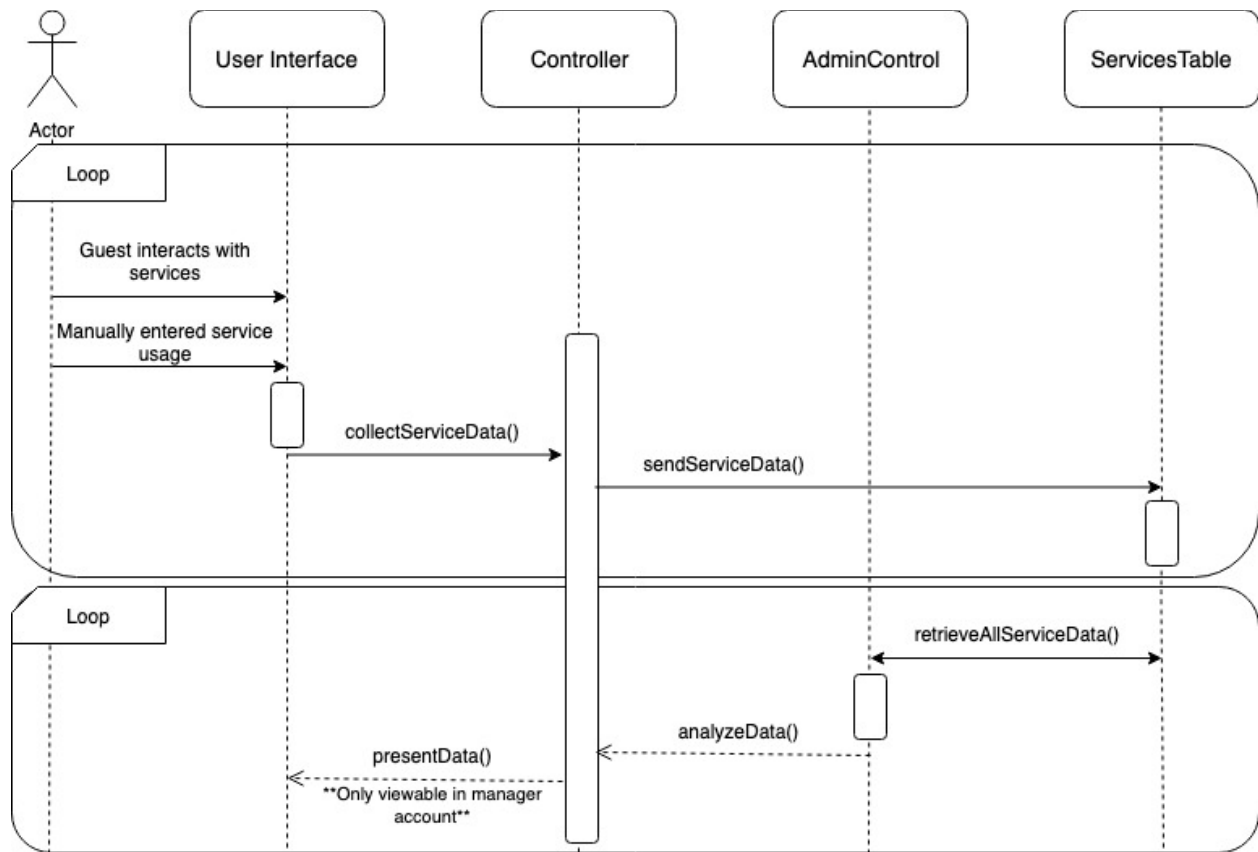 User Interface
Controller
AdminControl
ServicesTable
Actor
Loop
Guest interacts with
services
Manually entered service
usage
collectServiceData()
sendServiceData()
Loop
retrieveAllServiceData()
analyzeData()
presentData()
**Only viewable in manager
account**